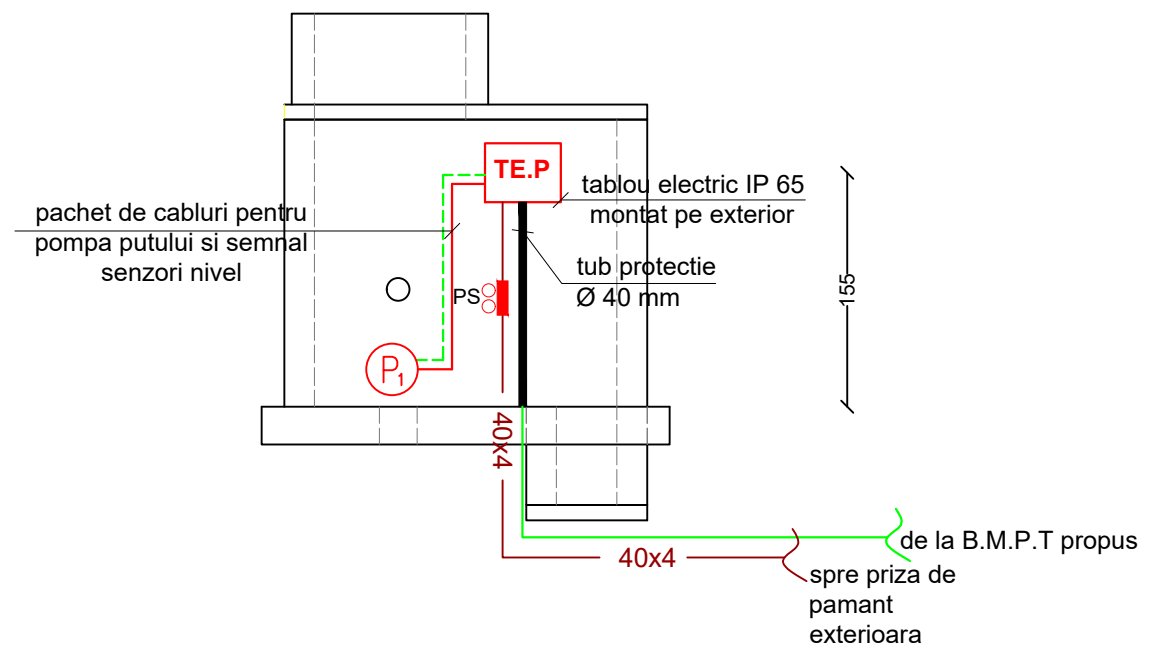 TE.P
tablou electric IP 65
montat pe exterior
pachet de cabluri pentru
pompa putului si semnal
senzori nivel
tub protectie
Ø 40 mm
PS
155
P1
40x4
de la B.M.P.T propus
40x4
spre priza de
pamant
exterioara